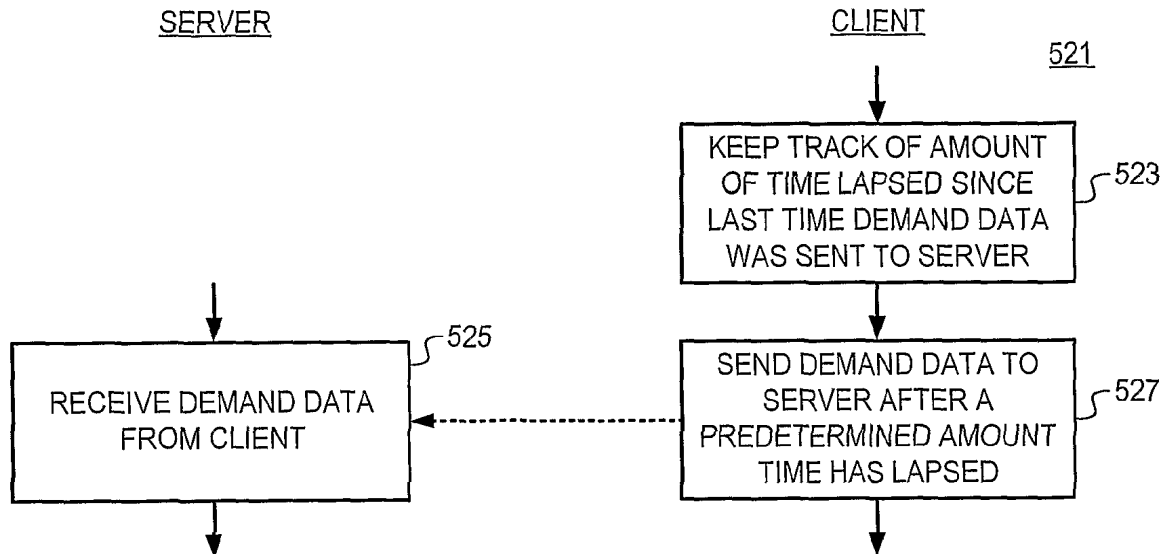 SERVER
CLIENT
521
KEEP TRACK OF AMOUNT
OF TIME LAPSED SINCE
LAST TIME DEMAND DATA
WAS SENT TO SERVER
523
525
RECEIVE DEMAND DATA
FROM CLIENT
SEND DEMAND DATA TO
SERVER AFTER A
PREDETERMINED AMOUNT
TIME HAS LAPSED
527